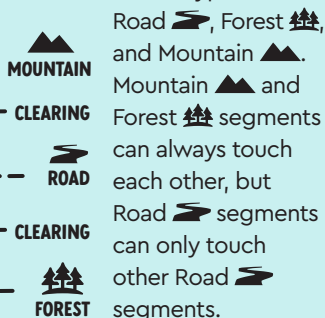 MOUNTAIN
CLEARING
ROAD
CLEARING
FOREST
Road, Forest,
and Mountain.
Mountain and
Forest segments
can always touch
each other, but
Road segments
can only touch
other Road
segments.